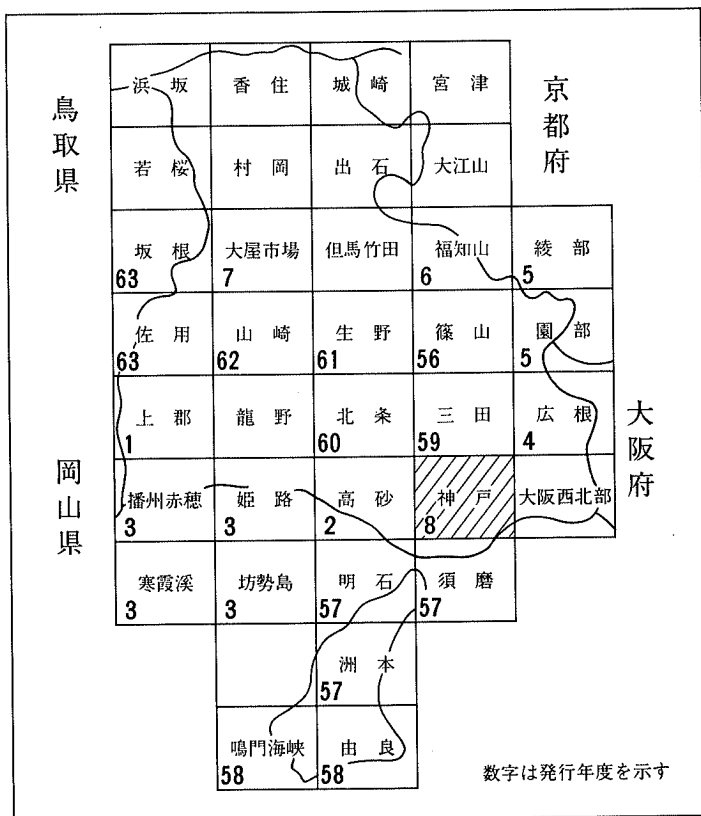 鳥取県
京都府
大阪府
岡山県
浜坂 香住 城崎 宮津
若桜 村岡 出石 大江山
坂根 大屋市場 但馬竹田 福知山 綾部
63 7 6 5
佐用 山崎 生野 篠山 園部
63 62 61 56 5
上郡 龍野 北条 三田 広根
1 60 59 4
播州赤穂 姫路 高砂 神戸 大阪西北部
3 3 2 8
寒霞渓 坊勢島 明石 須磨
3 3 57 57
洲本
57
鳴門海峡 由良
58 58
数字は発行年度を示す